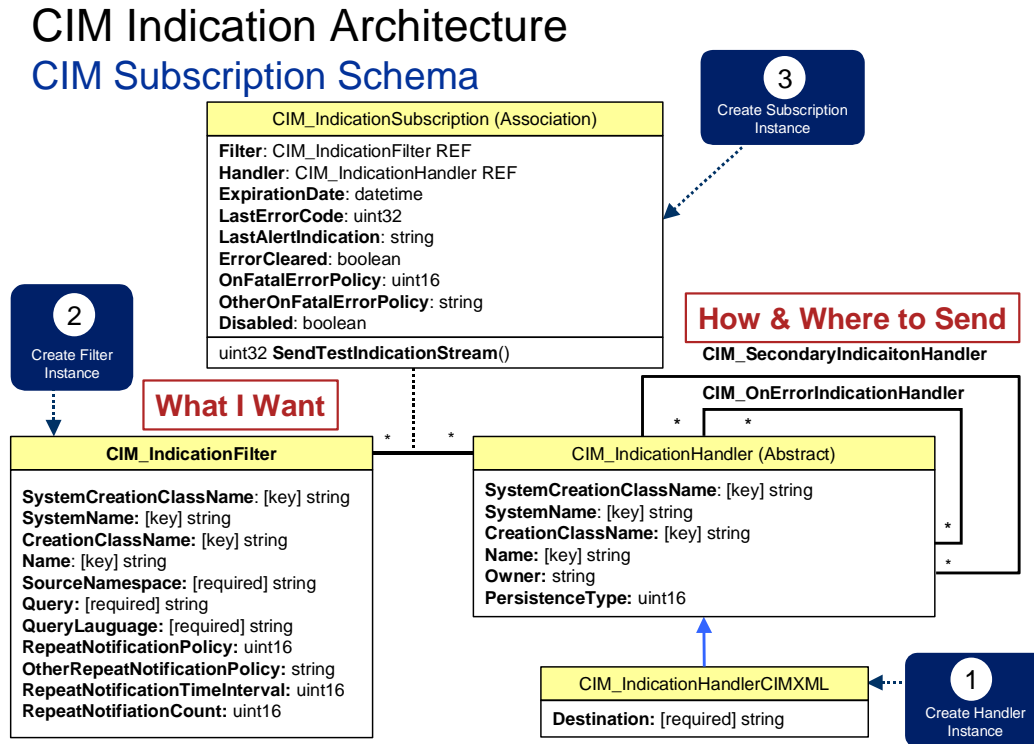 CIM Indication Architecture
CIM Subscription Schema
3
Create Subscription
Instance
CIM_IndicationSubscription (Association)
Filter: CIM_IndicationFilter REF
Handler: CIM_IndicationHandler REF
ExpirationDate: datetime
LastErrorCode: uint32
LastAlertIndication: string
ErrorCleared: boolean
OnFatalErrorPolicy: uint16
OtherOnFatalErrorPolicy: string
Disabled: boolean
uint32 SendTestIndicationStream()
2
Create Filter
Instance
What I Want
How & Where to Send
CIM_SecondaryIndicaitonHandler
CIM_OnErrorIndicationHandler
* *
* *
CIM_IndicationFilter
SystemCreationClassName: [key] string
SystemName: [key] string
CreationClassName: [key] string
Name: [key] string
SourceNamespace: [required] string
Query: [required] string
QueryLauguage: [required] string
RepeatNotificationPolicy: uint16
OtherRepeatNotificationPolicy: string
RepeatNotificationTimeInterval: uint16
RepeatNotifiationCount: uint16
CIM_IndicationHandler (Abstract)
SystemCreationClassName: [key] string
SystemName: [key] string
CreationClassName: [key] string
Name: [key] string
Owner: string
PersistenceType: uint16
*
*
CIM_IndicationHandlerCIMXML
Destination: [required] string
1
Create Handler
Instance